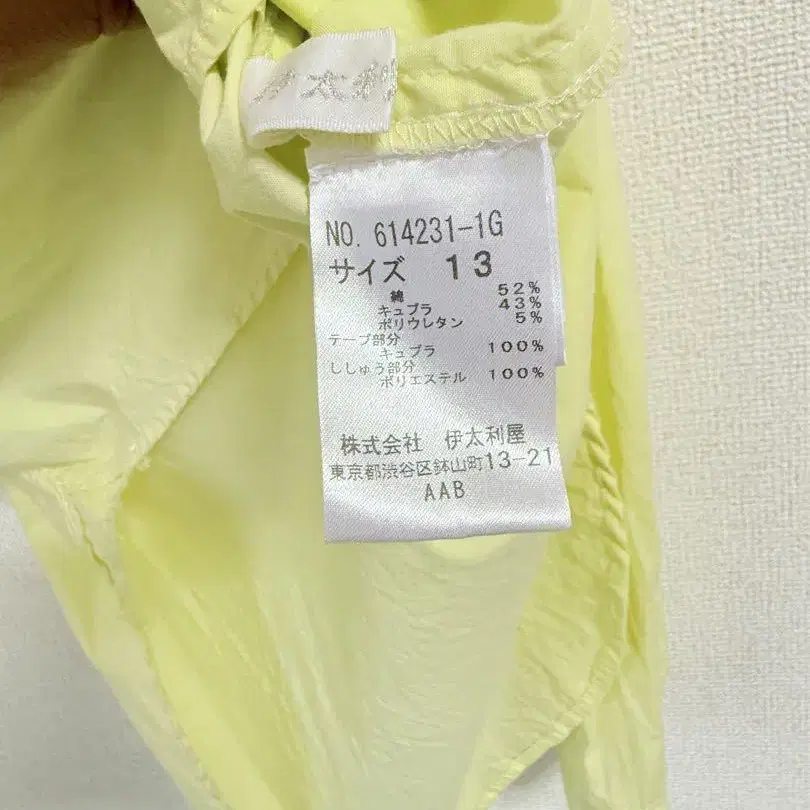 伊太利
NO. 614231-1G
サイズ 13
綿 52%
キュプラ 43%
ポリウレタン 5%
テープ部分
キュプラ 100%
ししゅう部分
ポリエステル 100%
株式会社 伊太利屋
東京都渋谷区鉢山町13-21
AAB